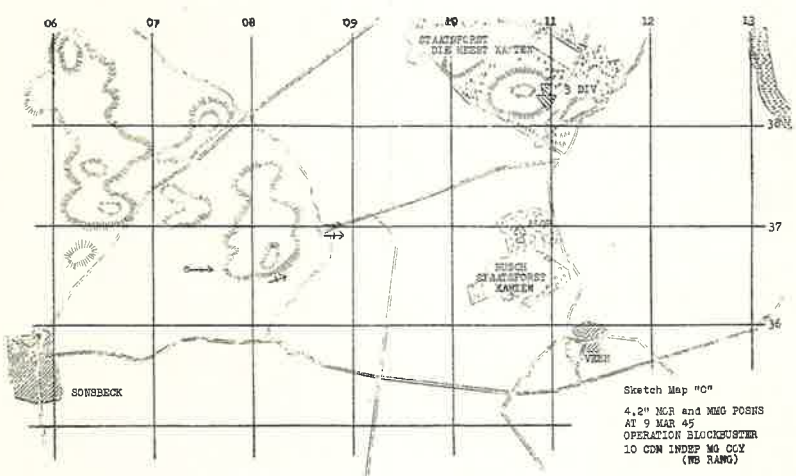 06 07 08 09 10 11 12 13
STAATSFORST
DIE HEEST XANTEN
3 DIV
38
37
HUSCH
STAATSFORST
XANTEN
36
VEEN
SONSBECK
Sketch Map "C"
4.2" MOR and MMG POSNS
AT 9 MAR 45
OPERATION BLOCKBUSTER
10 CDN INDEP MG COY
(NB RANG)